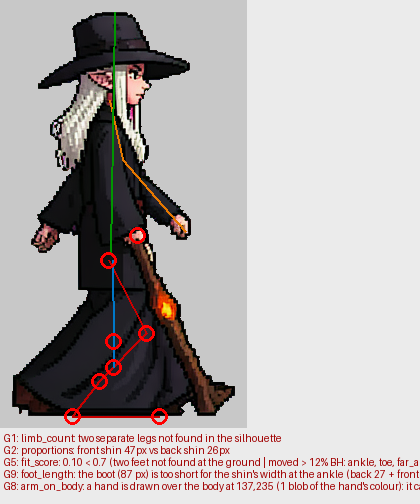 G1: limb_count two separate legs not found in the silhouette
G2: proportions: front shin 47px vs back shin 26px
G5: fit_score: 0.10 < 0.7 (two feet not found at the ground | moved > 12% BH: ankle, toe, far_a
G9: foot_length: the boot (87 px) is too short for the shin's width at the ankle (back 27 + front
G8: arm_on_body: a hand is drawn over the body at 137,235 (1 blob of the hand's colour): it